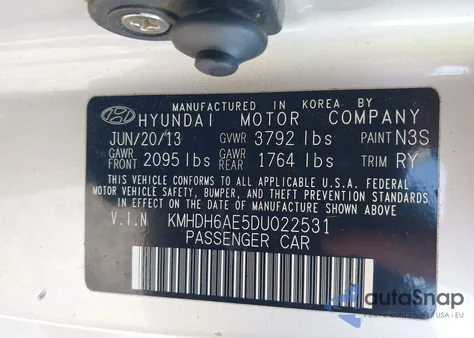 MANUFACTURED IN KOREA BY
HYUNDAI MOTOR COMPANY
JUN/20/13 GVWR 3792 lbs PAINT N3S
GAWR FRONT 2095 lbs GAWR REAR 1764 lbs TRIM RY
THIS VEHICLE CONFORMS TO ALL APPLICABLE U.S.A. FEDERAL
MOTOR VEHICLE SAFETY, BUMPER, AND THEFT PREVENTION STANDARDS
IN EFFECT ON THE DATE OF MANUFACTURE SHOWN ABOVE.
V.I.N KMHDH6AE5DU022531
PASSENGER CAR
autoSnap